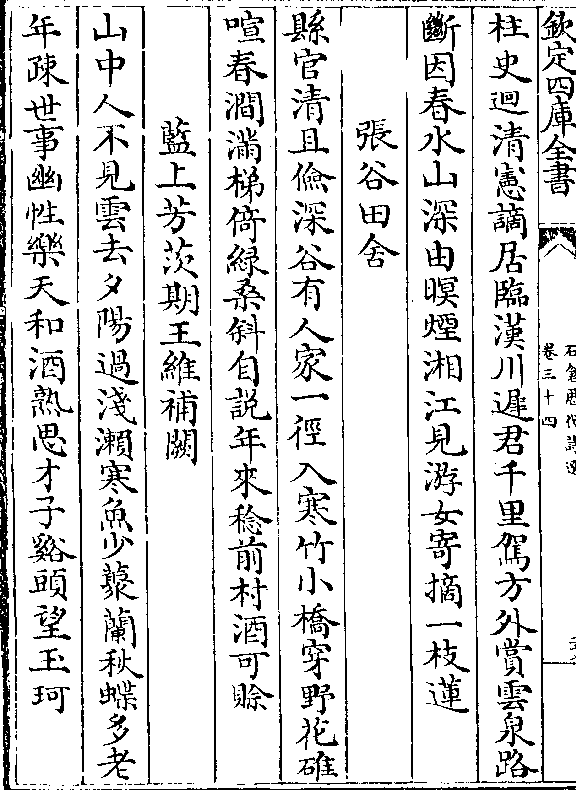 欽定四庫全書
石倉歷代詩選
卷三十四
柱史迴清憲謫居臨漢川遲君千里駕方外賞雲泉路
斷因春水山深由暝煙湘江見游女寄摘一枝蓮
張谷田舍
縣官清且儉深谷有人家一徑入寒竹小橋穿野花碓
喧春澗滿梯倚綠桑斜自説年來稔前村酒可賒
藍上芳茨期王維補闕
山中人不見雲去夕陽過淺瀨寒魚少藂蘭秋蝶多老
年疎世事幽性樂天和酒熟思才子谿頭望玉珂